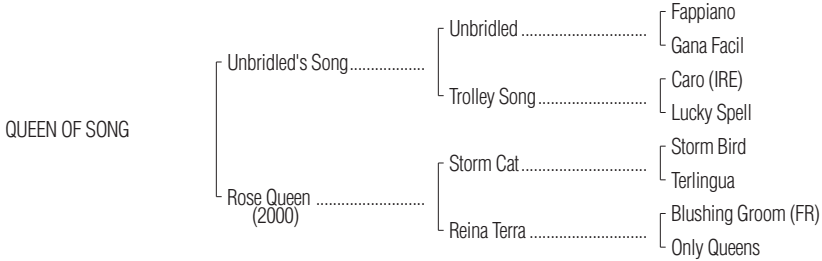 Fappiano
Unbridled ..............................
Gana Facil
Unbridled's Song..................
Caro (IRE)
Trolley Song..........................
Lucky Spell
QUEEN OF SONG
Storm Bird
Storm Cat..............................
Terlingua
Rose Queen ..........................
(2000)
Blushing Groom (FR)
Reina Terra ............................
Only Queens